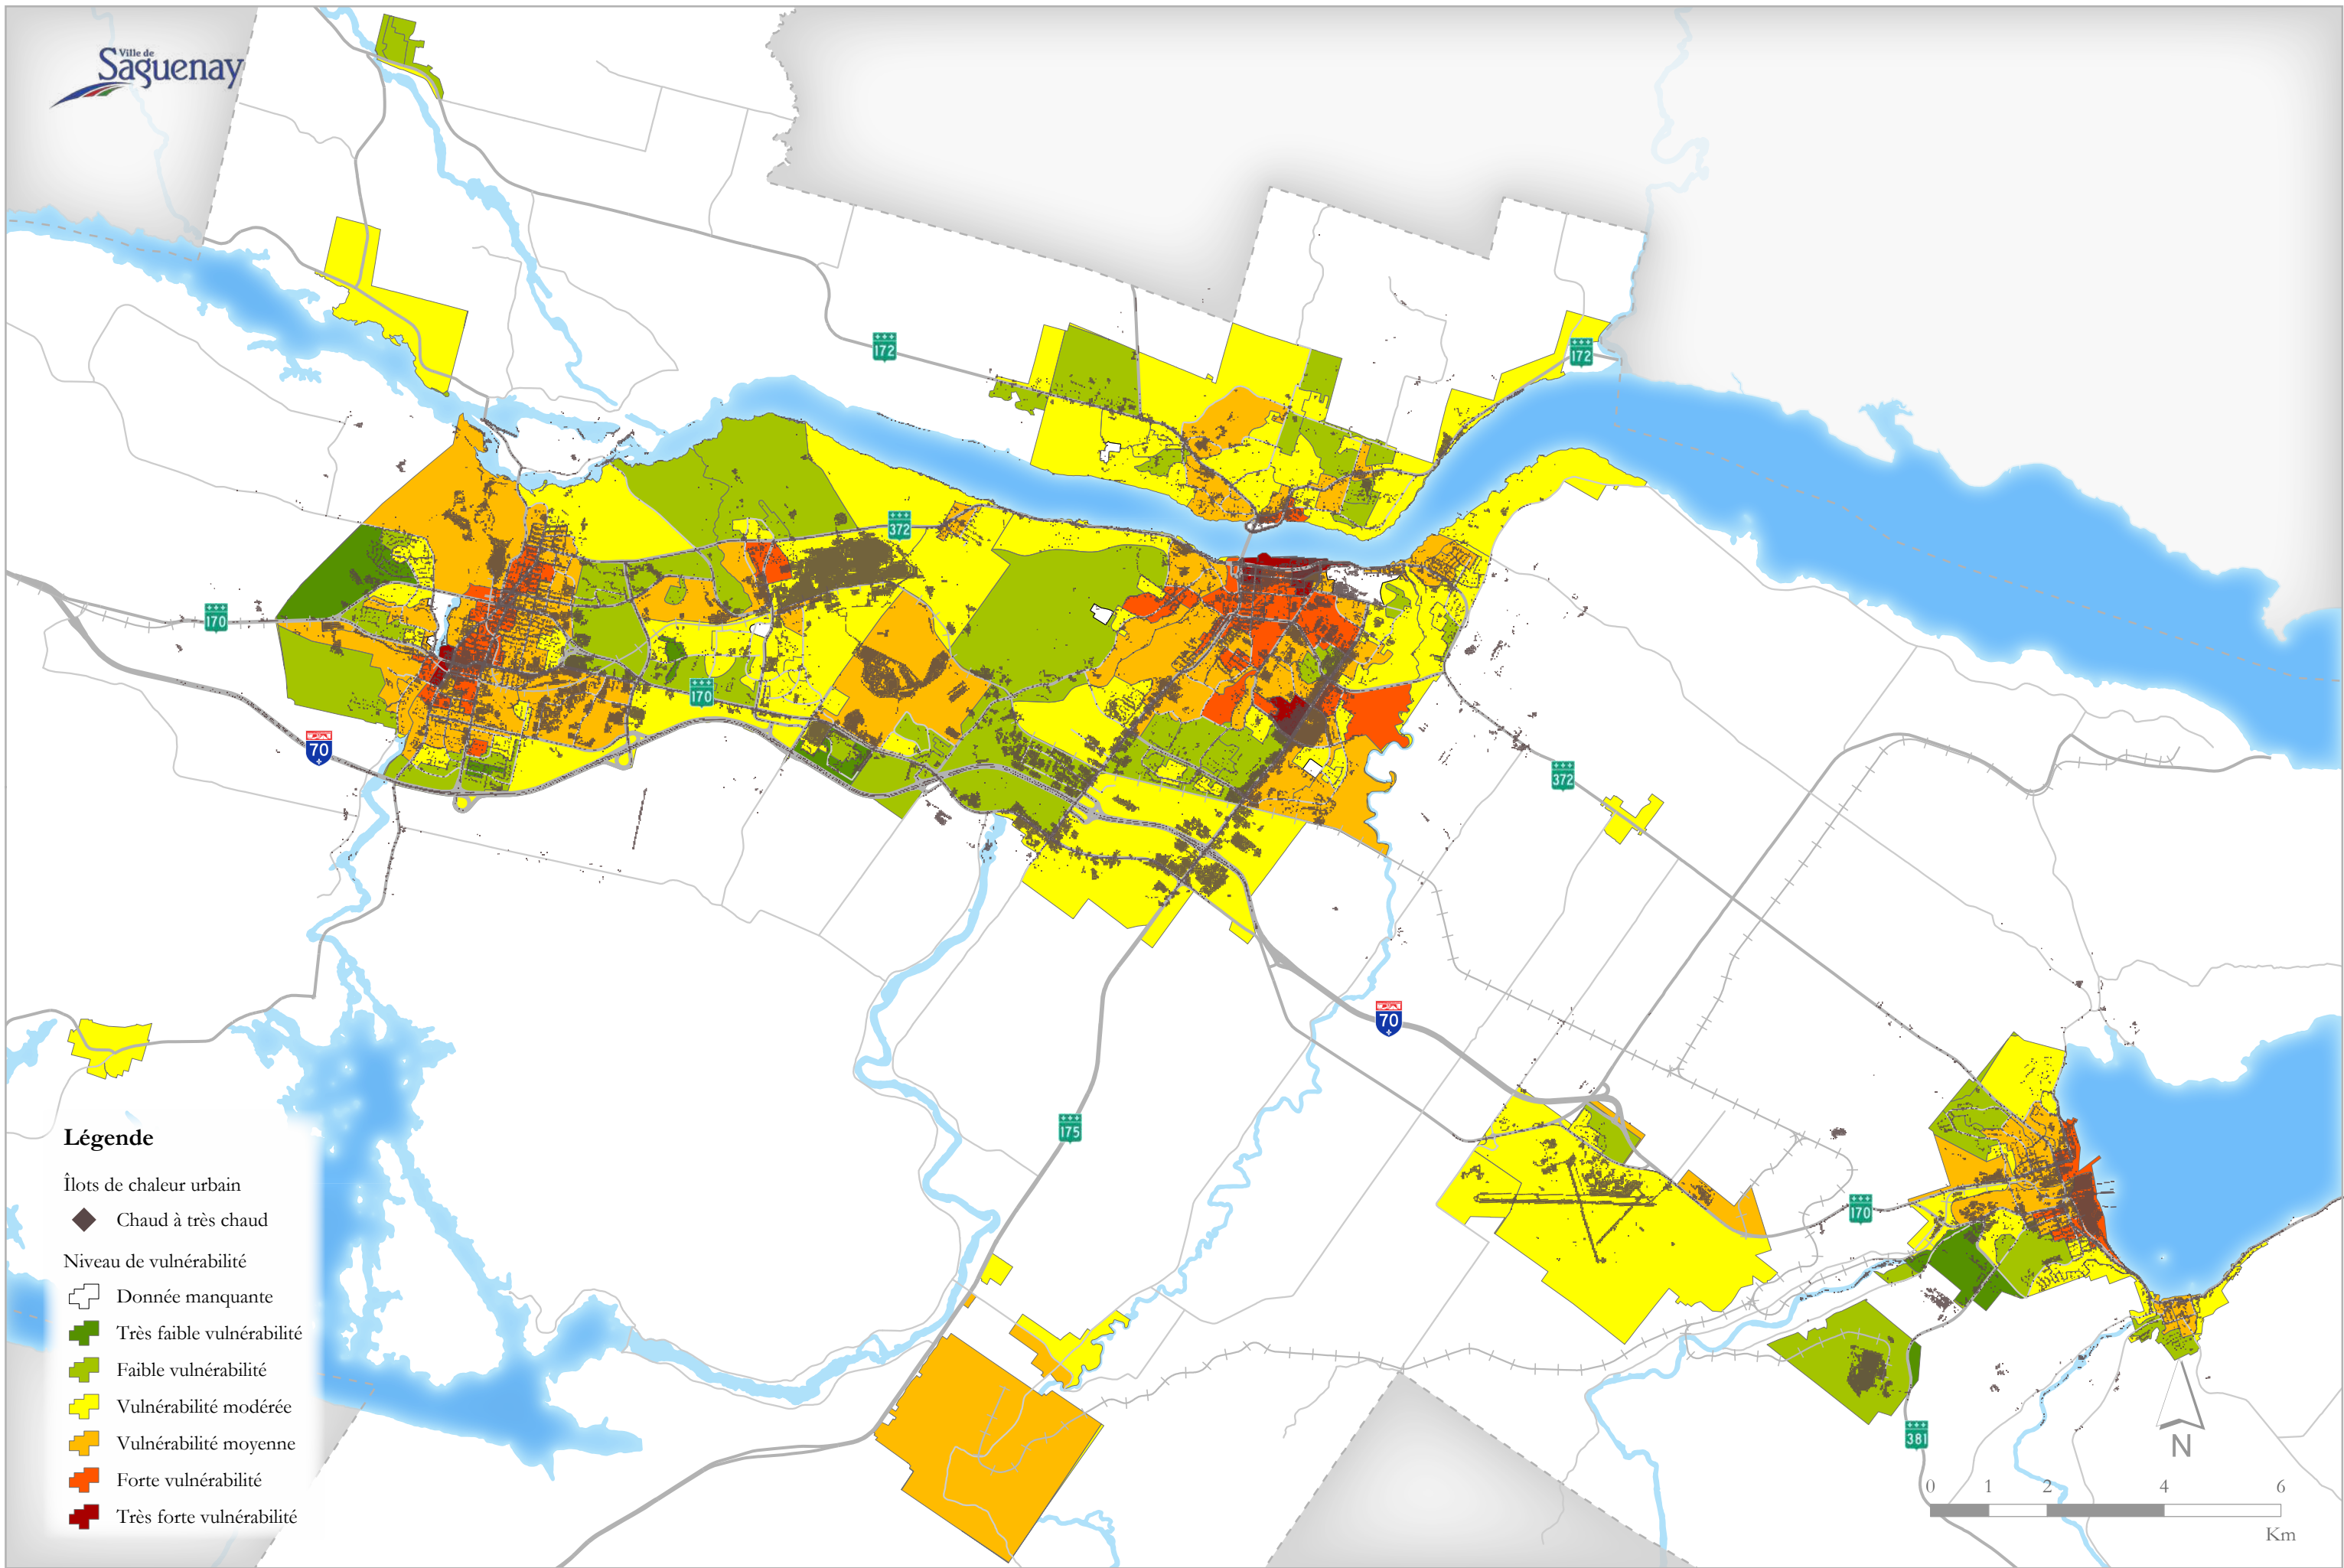 Ville de
Saguenay
172
172
372
170
170
70
372
70
175
170
381
Légende
Îlots de chaleur urbain
Chaud à très chaud
Niveau de vulnérabilité
Donnée manquante
Très faible vulnérabilité
Faible vulnérabilité
Vulnérabilité modérée
Vulnérabilité moyenne
Forte vulnérabilité
Très forte vulnérabilité
N
0 1 2 4 6
Km